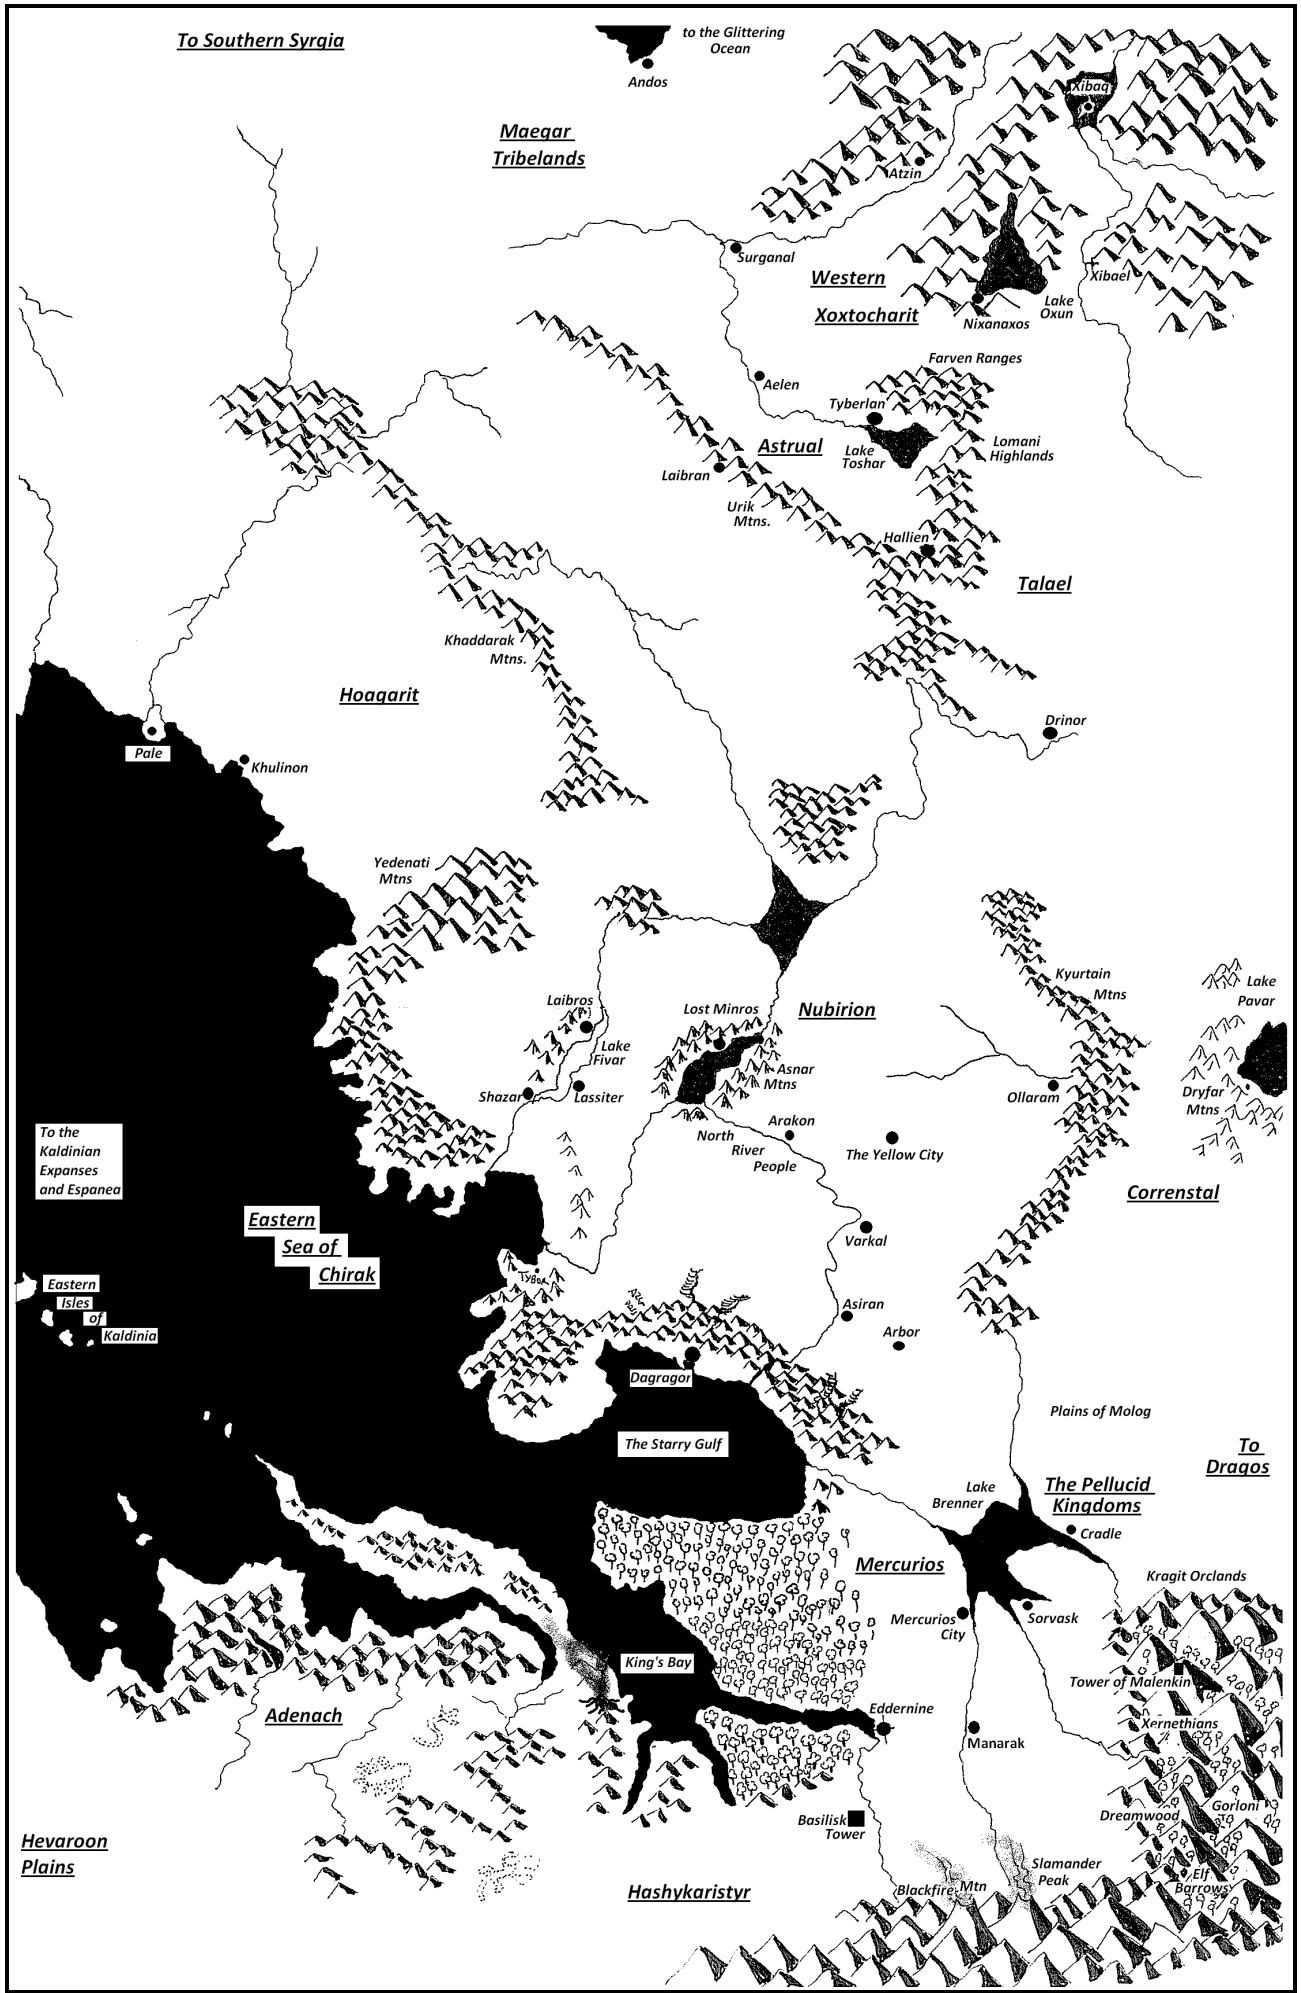 To Southern Syrgia
to the Glittering
Ocean
Andos
Xibaq
Maegar
Tribelands
Atzin
Surganal
Western
Xoxtocharit
Xibael
Lake
Oxun
Nixanaxos
Farven Ranges
Aelen
Tyberlan
Astrual
Lake
Toshar
Lomani
Highlands
Laibran
Urik
Mtns.
Hallien
Talael
Khaddarak
Mtns.
Hoagarit
Drinor
Pale
Khulinon
Yedenati
Mtns
Kyurtain
Mtns
Lake
Pavar
Laibros
Lost Minros
Nubirion
Lake
Fivar
Asnar
Mtns
Shazar
Lassiter
Ollaram
Dryfar
Mtns
To the
Kaldinian
Expanses
and Espanea
North
River
People
Arakon
The Yellow City
Correnstal
Eastern
Sea of
Chirak
Varkal
Tybor
Eastern
Isles
of
Kaldinia
Asiran
Arbor
Dagragor
Plains of Molog
The Starry Gulf
To
Dragos
Lake
Brenner
The Pellucid
Kingdoms
Cradle
Mercurios
Kragit Orclands
Mercurios
City
Sorvask
King's Bay
Tower of Malenkin
Adenach
Eddernine
Xernethians
Manarak
Basilisk
Tower
Dreamwood
Gorloni
Hevaroon
Plains
Slamander
Peak
Elf
Barrows
Blackfire Mtn
Hashykaristyr